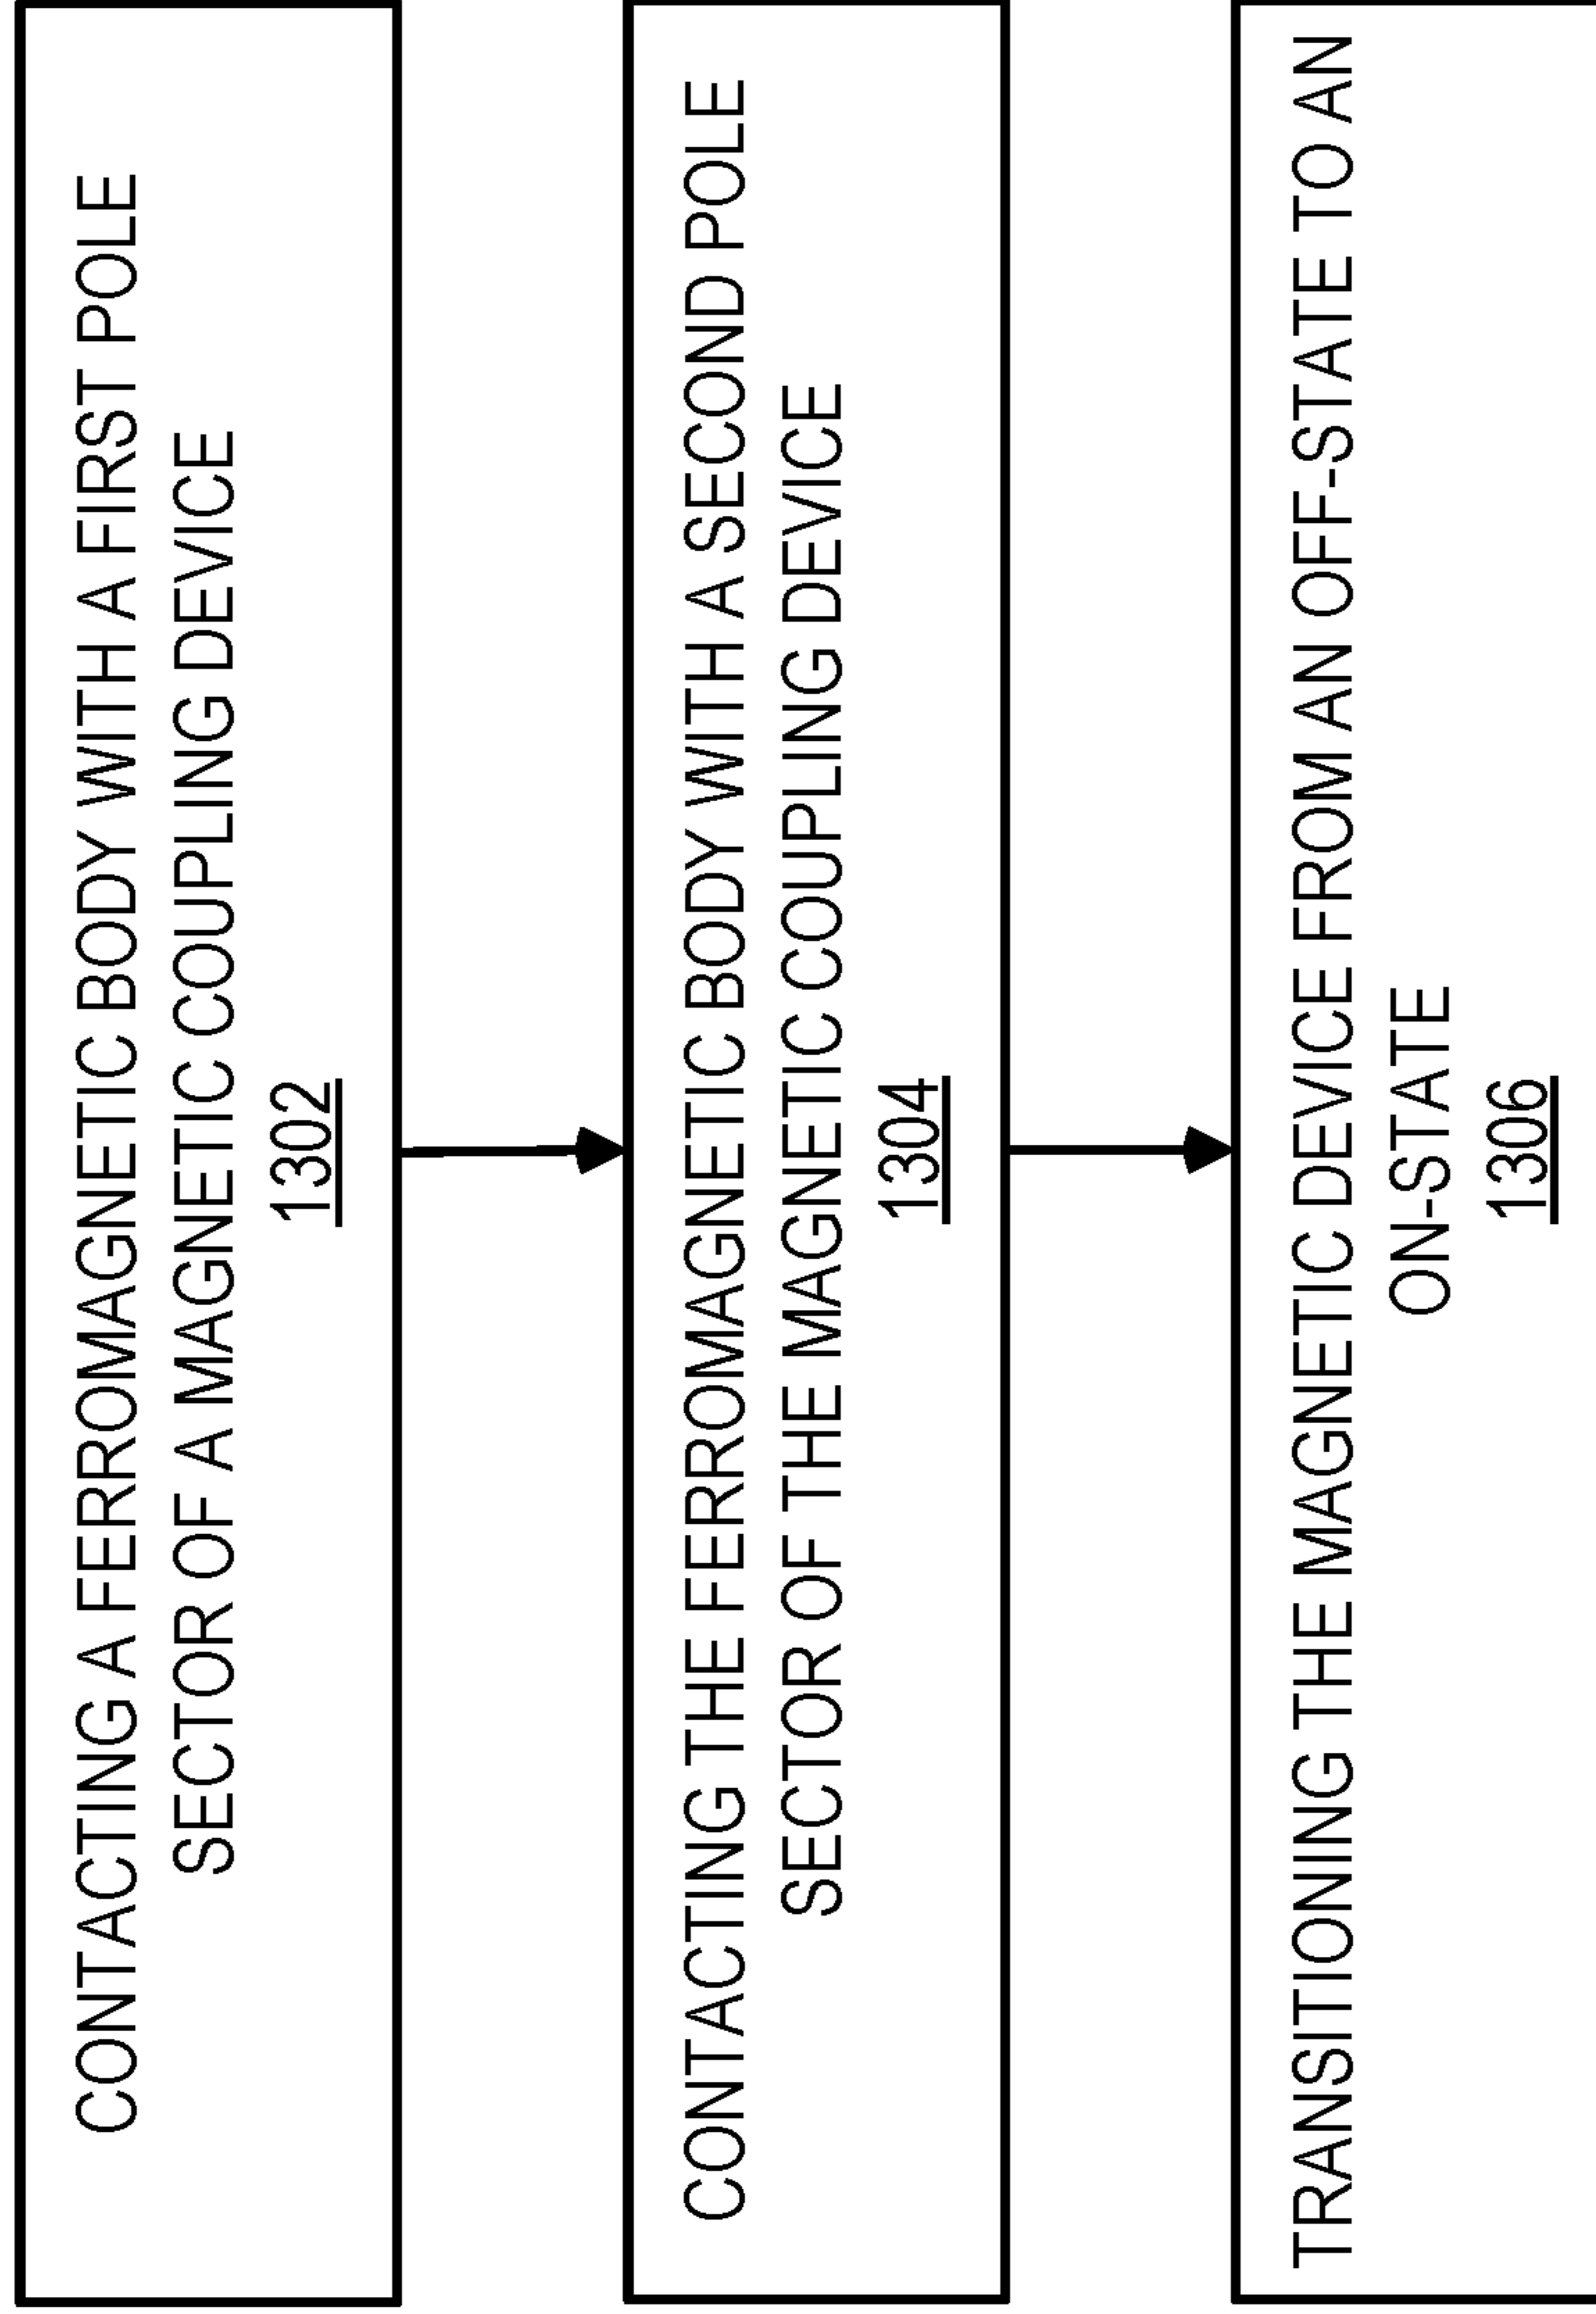 CONTACTING A FERROMAGNETIC BODY WITH A FIRST POLE
SECTOR OF A MAGNETIC COUPLING DEVICE
1302
CONTACTING THE FERROMAGNETIC BODY WITH A SECOND POLE
SECTOR OF THE MAGNETIC COUPLING DEVICE
1304
TRANSITIONING THE MAGNETIC DEVICE FROM AN OFF-STATE TO AN
ON-STATE
1306